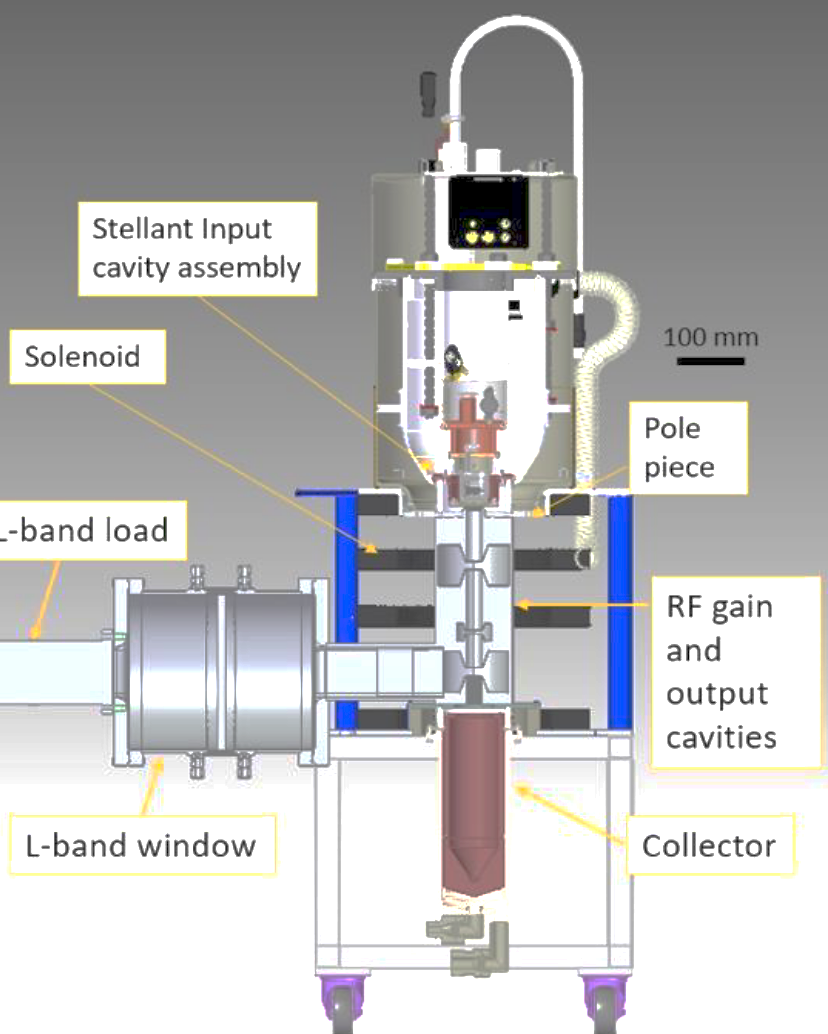 Stellant Input
cavity assembly
Solenoid
100 mm
Pole
piece
L-band load
RF gain
and
output
cavities
L-band window
Collector